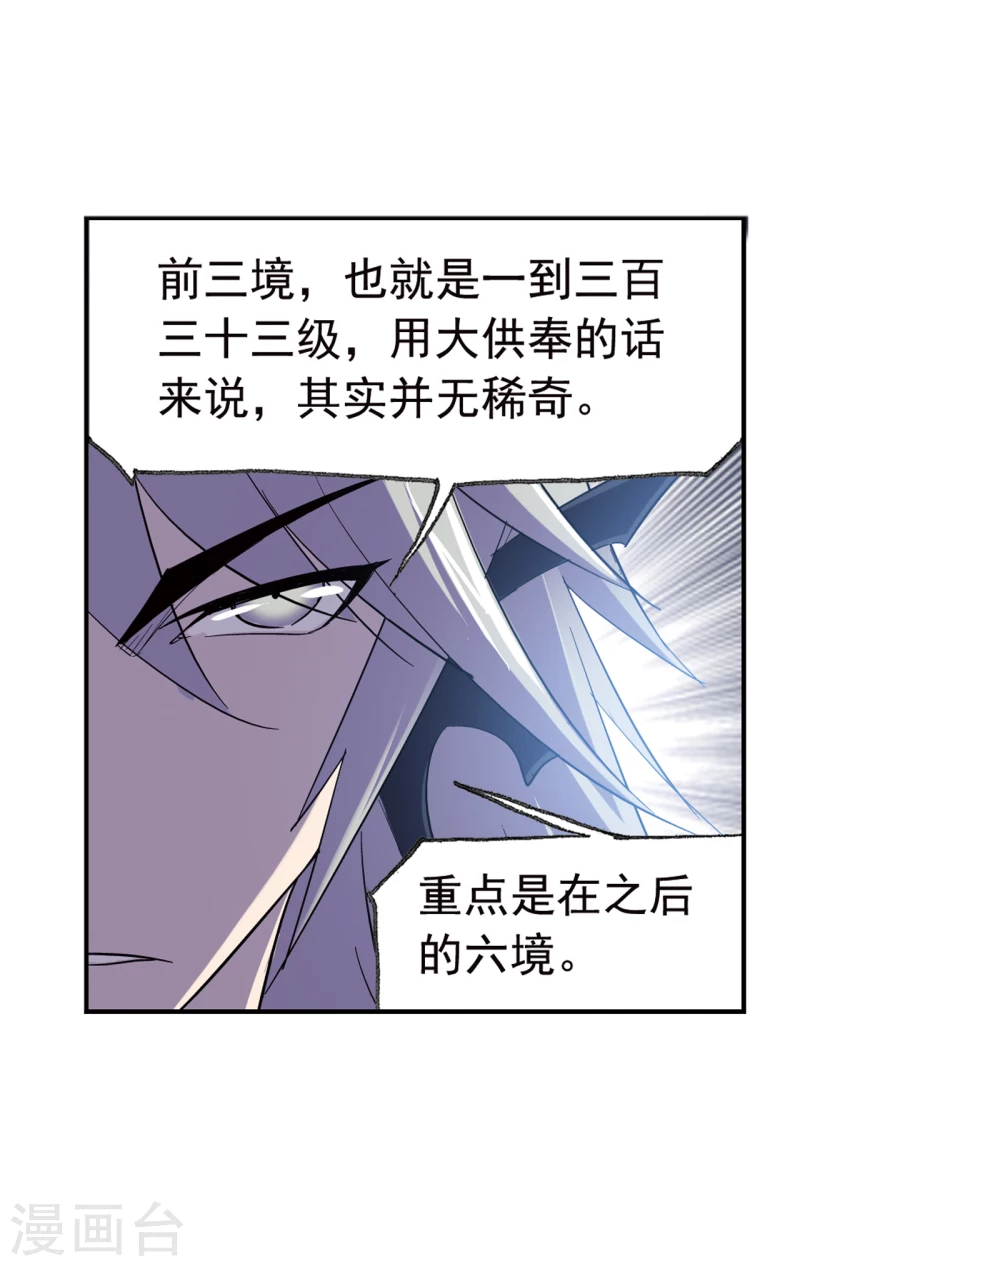 前三境，也就是一到三百
三十三级，用大供奉的话
来说，其实并无稀奇。
重点是在之后
的六境。
漫画台